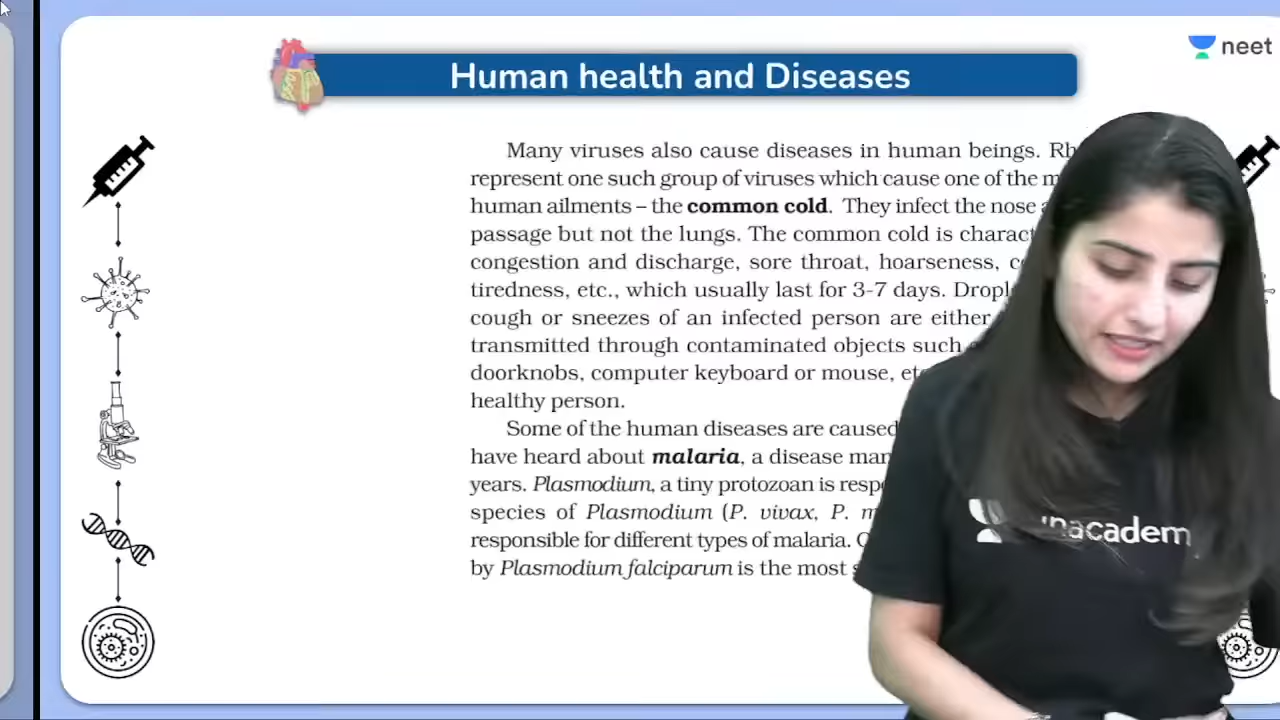 Human health and Diseases
neet
Many viruses also cause diseases in human beings. Rh
represent one such group of viruses which cause one of the m
human ailments – the common cold. They infect the nose a
passage but not the lungs. The common cold is charact
congestion and discharge, sore throat, hoarseness, c
tiredness, etc., which usually last for 3-7 days. Dropl
cough or sneezes of an infected person are either
transmitted through contaminated objects such
doorknobs, computer keyboard or mouse, etc
healthy person.
Some of the human diseases are caused
have heard about malaria, a disease man
years. Plasmodium, a tiny protozoan is resp
species of Plasmodium (P. vivax, P. m
responsible for different types of malaria. O
by Plasmodium falciparum is the most s
unacadem